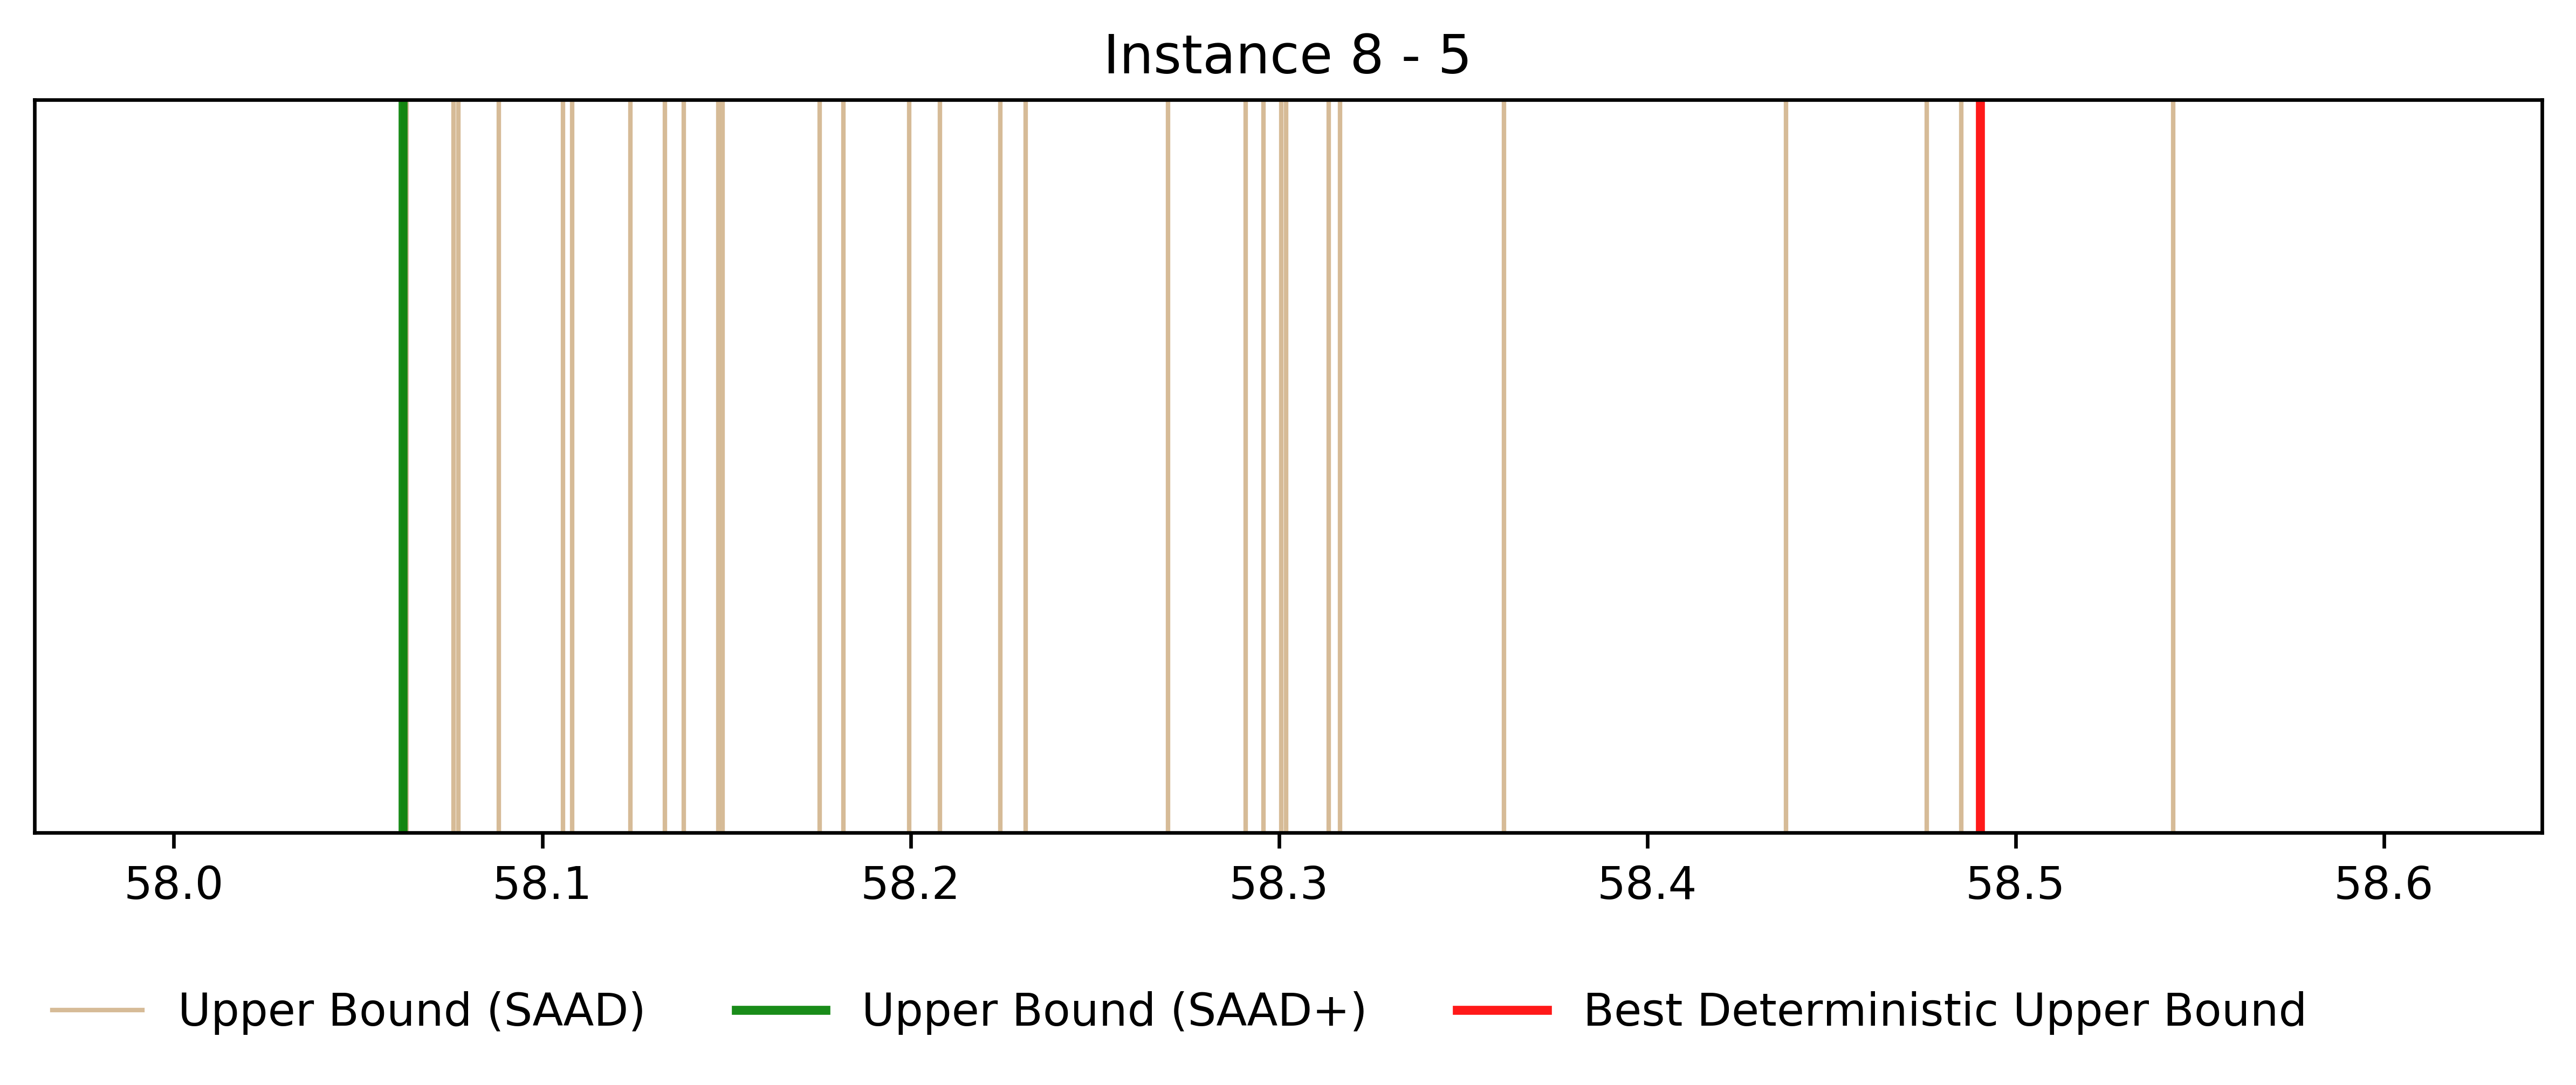 Instance 8 - 5
58.0 58.1 58.2 58.3 58.4 58.5 58.6
Upper Bound (SAAD) Upper Bound (SAAD+) Best Deterministic Upper Bound